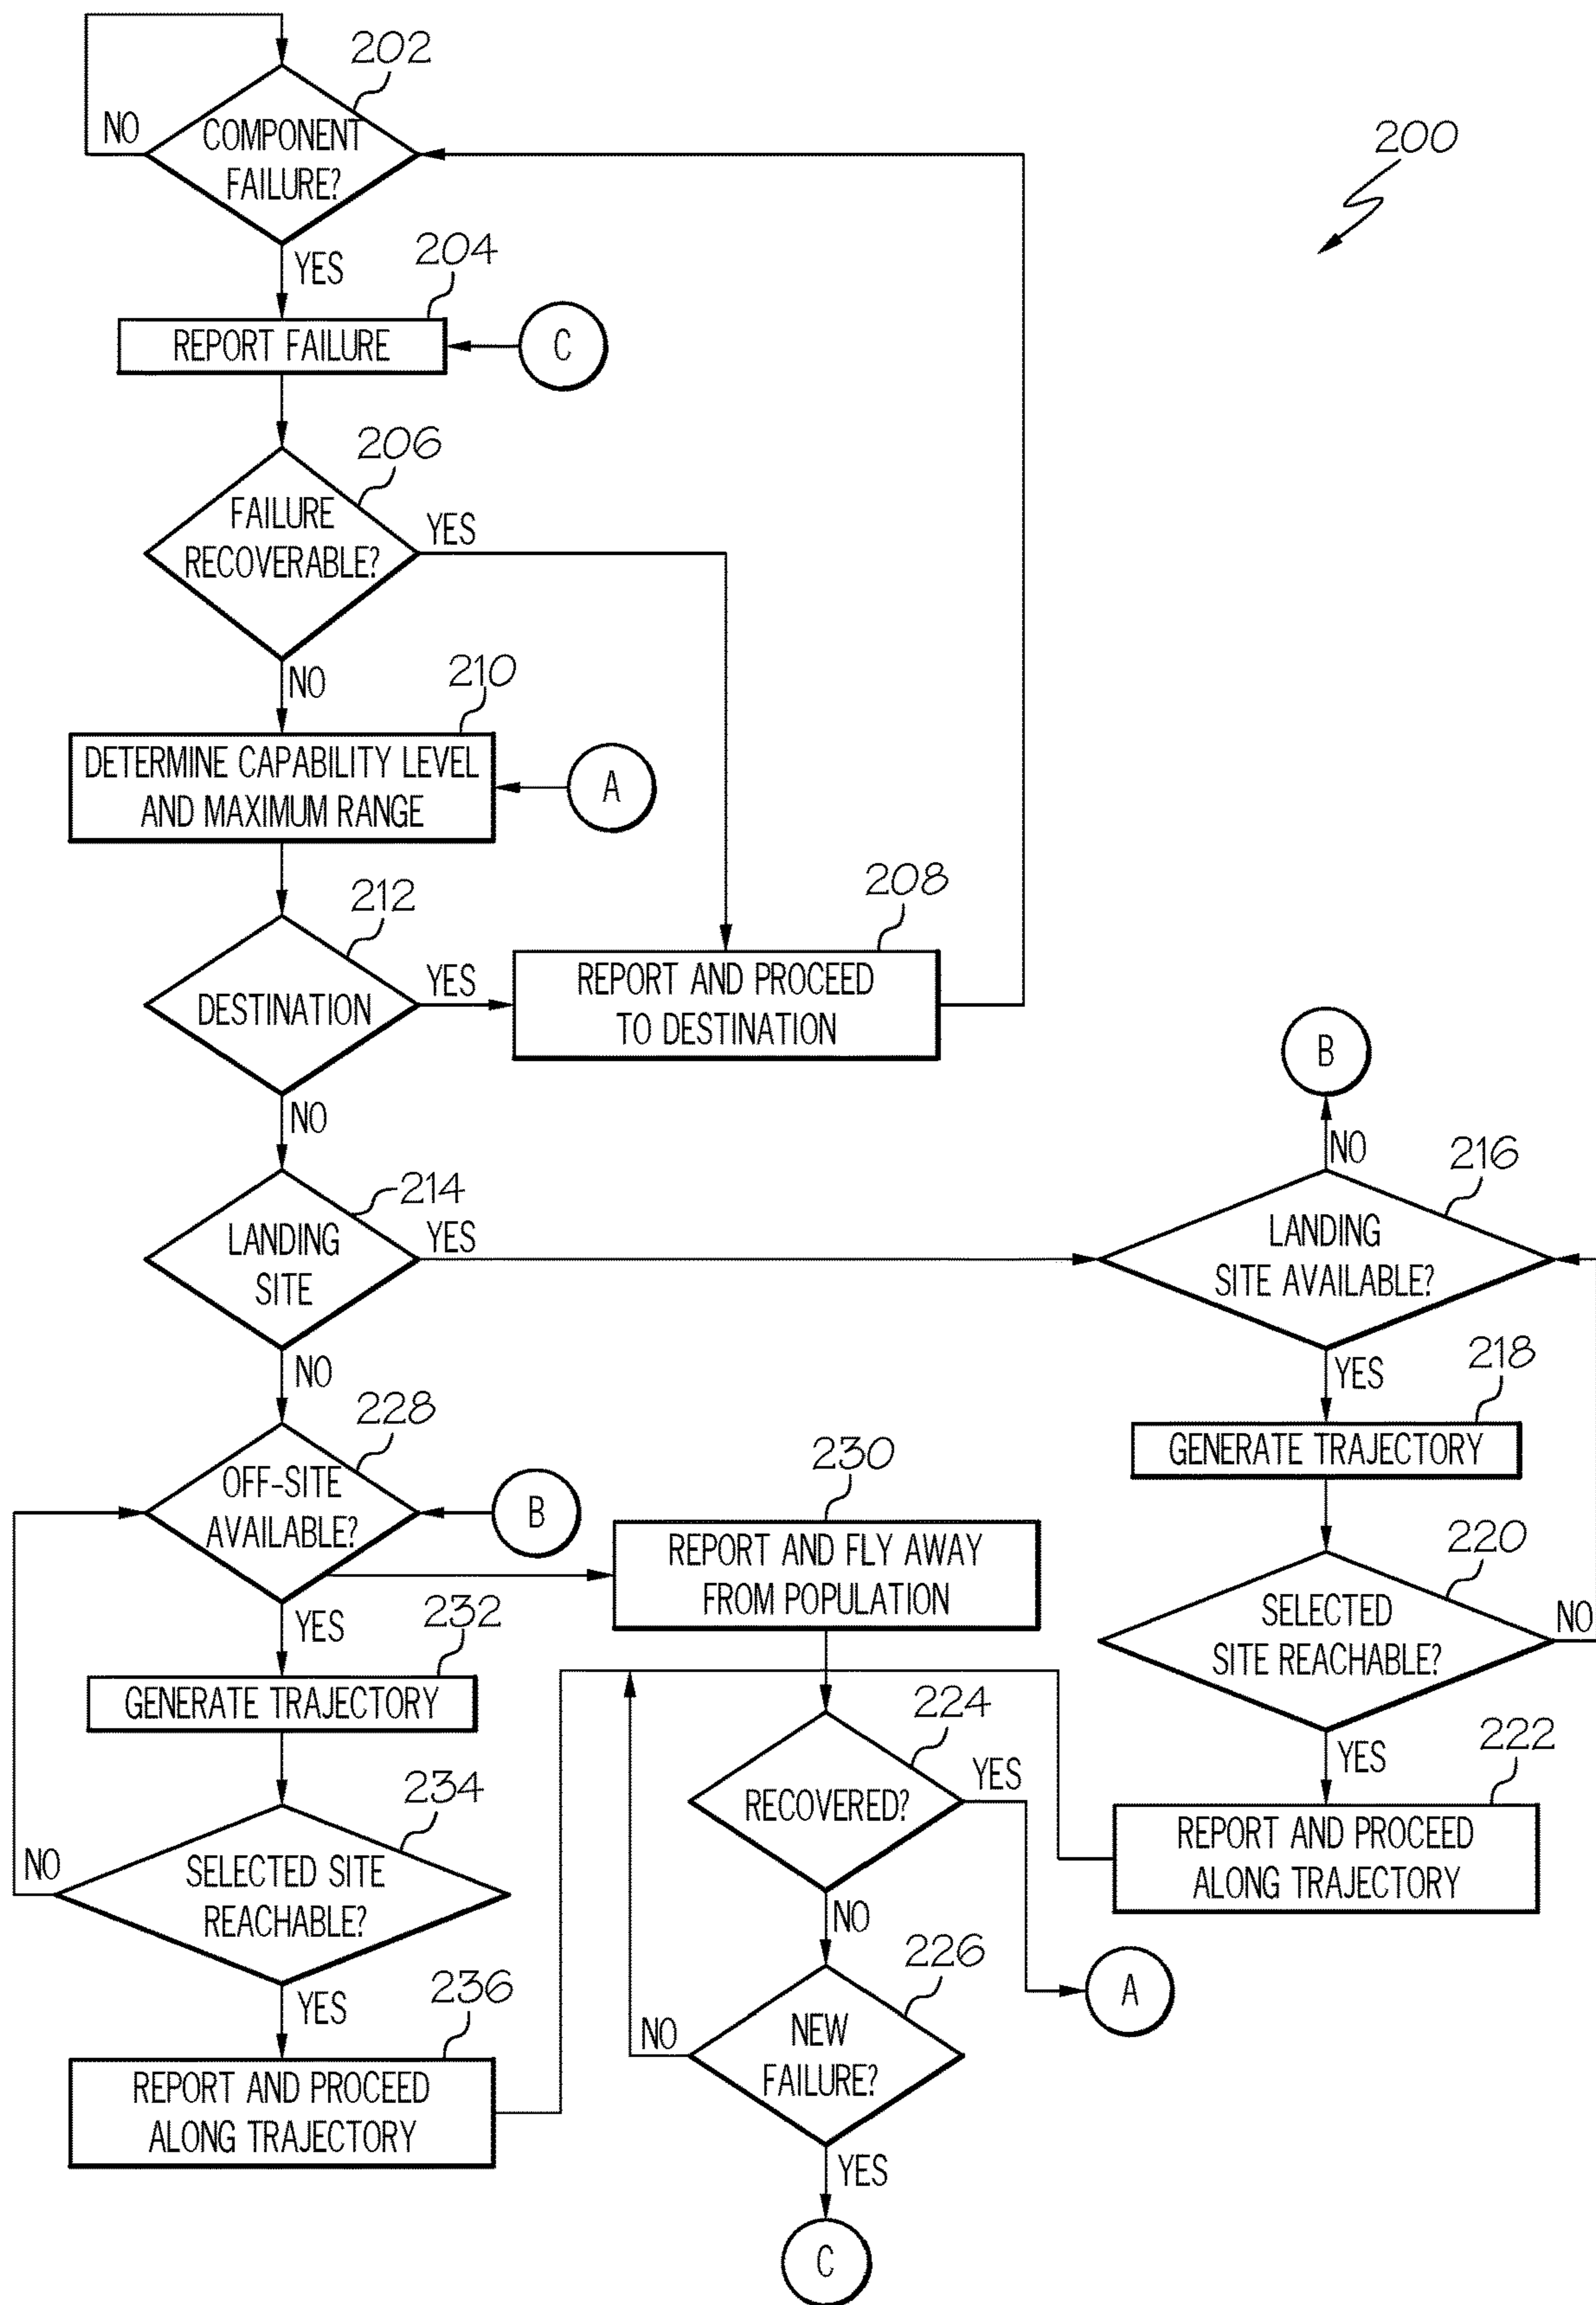 202
NO
COMPONENT
FAILURE?
200
YES
204
REPORT FAILURE
C
206
FAILURE
RECOVERABLE?
YES
NO
210
DETERMINE CAPABILITY LEVEL
AND MAXIMUM RANGE
A
212
208
DESTINATION
YES
REPORT AND PROCEED
TO DESTINATION
NO
B
NO
214
216
LANDING
SITE
YES
LANDING
SITE AVAILABLE?
NO
YES
218
GENERATE TRAJECTORY
228
230
OFF-SITE
AVAILABLE?
B
REPORT AND FLY AWAY
FROM POPULATION
220
SELECTED
SITE REACHABLE?
NO
YES
232
GENERATE TRAJECTORY
224
RECOVERED?
YES
YES
222
REPORT AND PROCEED
ALONG TRAJECTORY
234
NO
SELECTED SITE
REACHABLE?
NO
226
A
YES
236
NO
NEW
FAILURE?
REPORT AND PROCEED
ALONG TRAJECTORY
YES
C